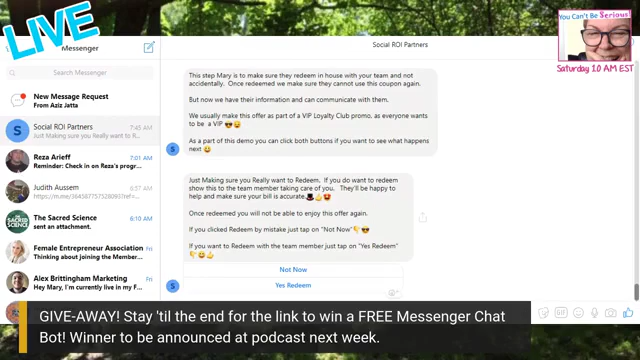 LIVE
You Can't Be Serious!
Saturday 10 AM EST
Messenger
Search Messenger
New Message Request
From Aziz Jatta
Social ROI Partners
7:45 AM
Just Making sure you Really want to R...
Reza Arieff
7:01 AM
Reminder: Check in on Reza's progr...
Judith Aussem
6:57 AM
The Sacred Science
6:10 AM
sent an attachment.
Female Entrepreneur Association
Fri
Thinking about joining the Member...
Alex Brittingham Marketing
Fri
Hey Mary, I'm currently live in my F...
Social ROI Partners
This step Mary is to make sure they redeem in house with your team and not
accidentally. Once redeemed we make sure they cannot use this coupon again.
But now we have their information and can communicate with them.
We usually make this offer as part of a VIP Loyalty Club promo, as everyone wants
to be a VIP 😎😀
As a part of this demo you can click both buttons if you want to see what happens
next 😀
Just Making sure you Really want to Redeem. If you do want to redeem
show this to the team member taking care of you. They'll be happy to
help and make sure your bill is accurate.
Once redeemed you will not be able to enjoy this offer again.
If you clicked Redeem by mistake just tap on "Not Now"👇😎
If you want to Redeem with the team member just tap on "Yes Redeem"
Not Now
Yes Redeem
GIVE-AWAY! Stay 'til the end for the link to win a FREE Messenger Chat
Bot! Winner to be announced at podcast next week.